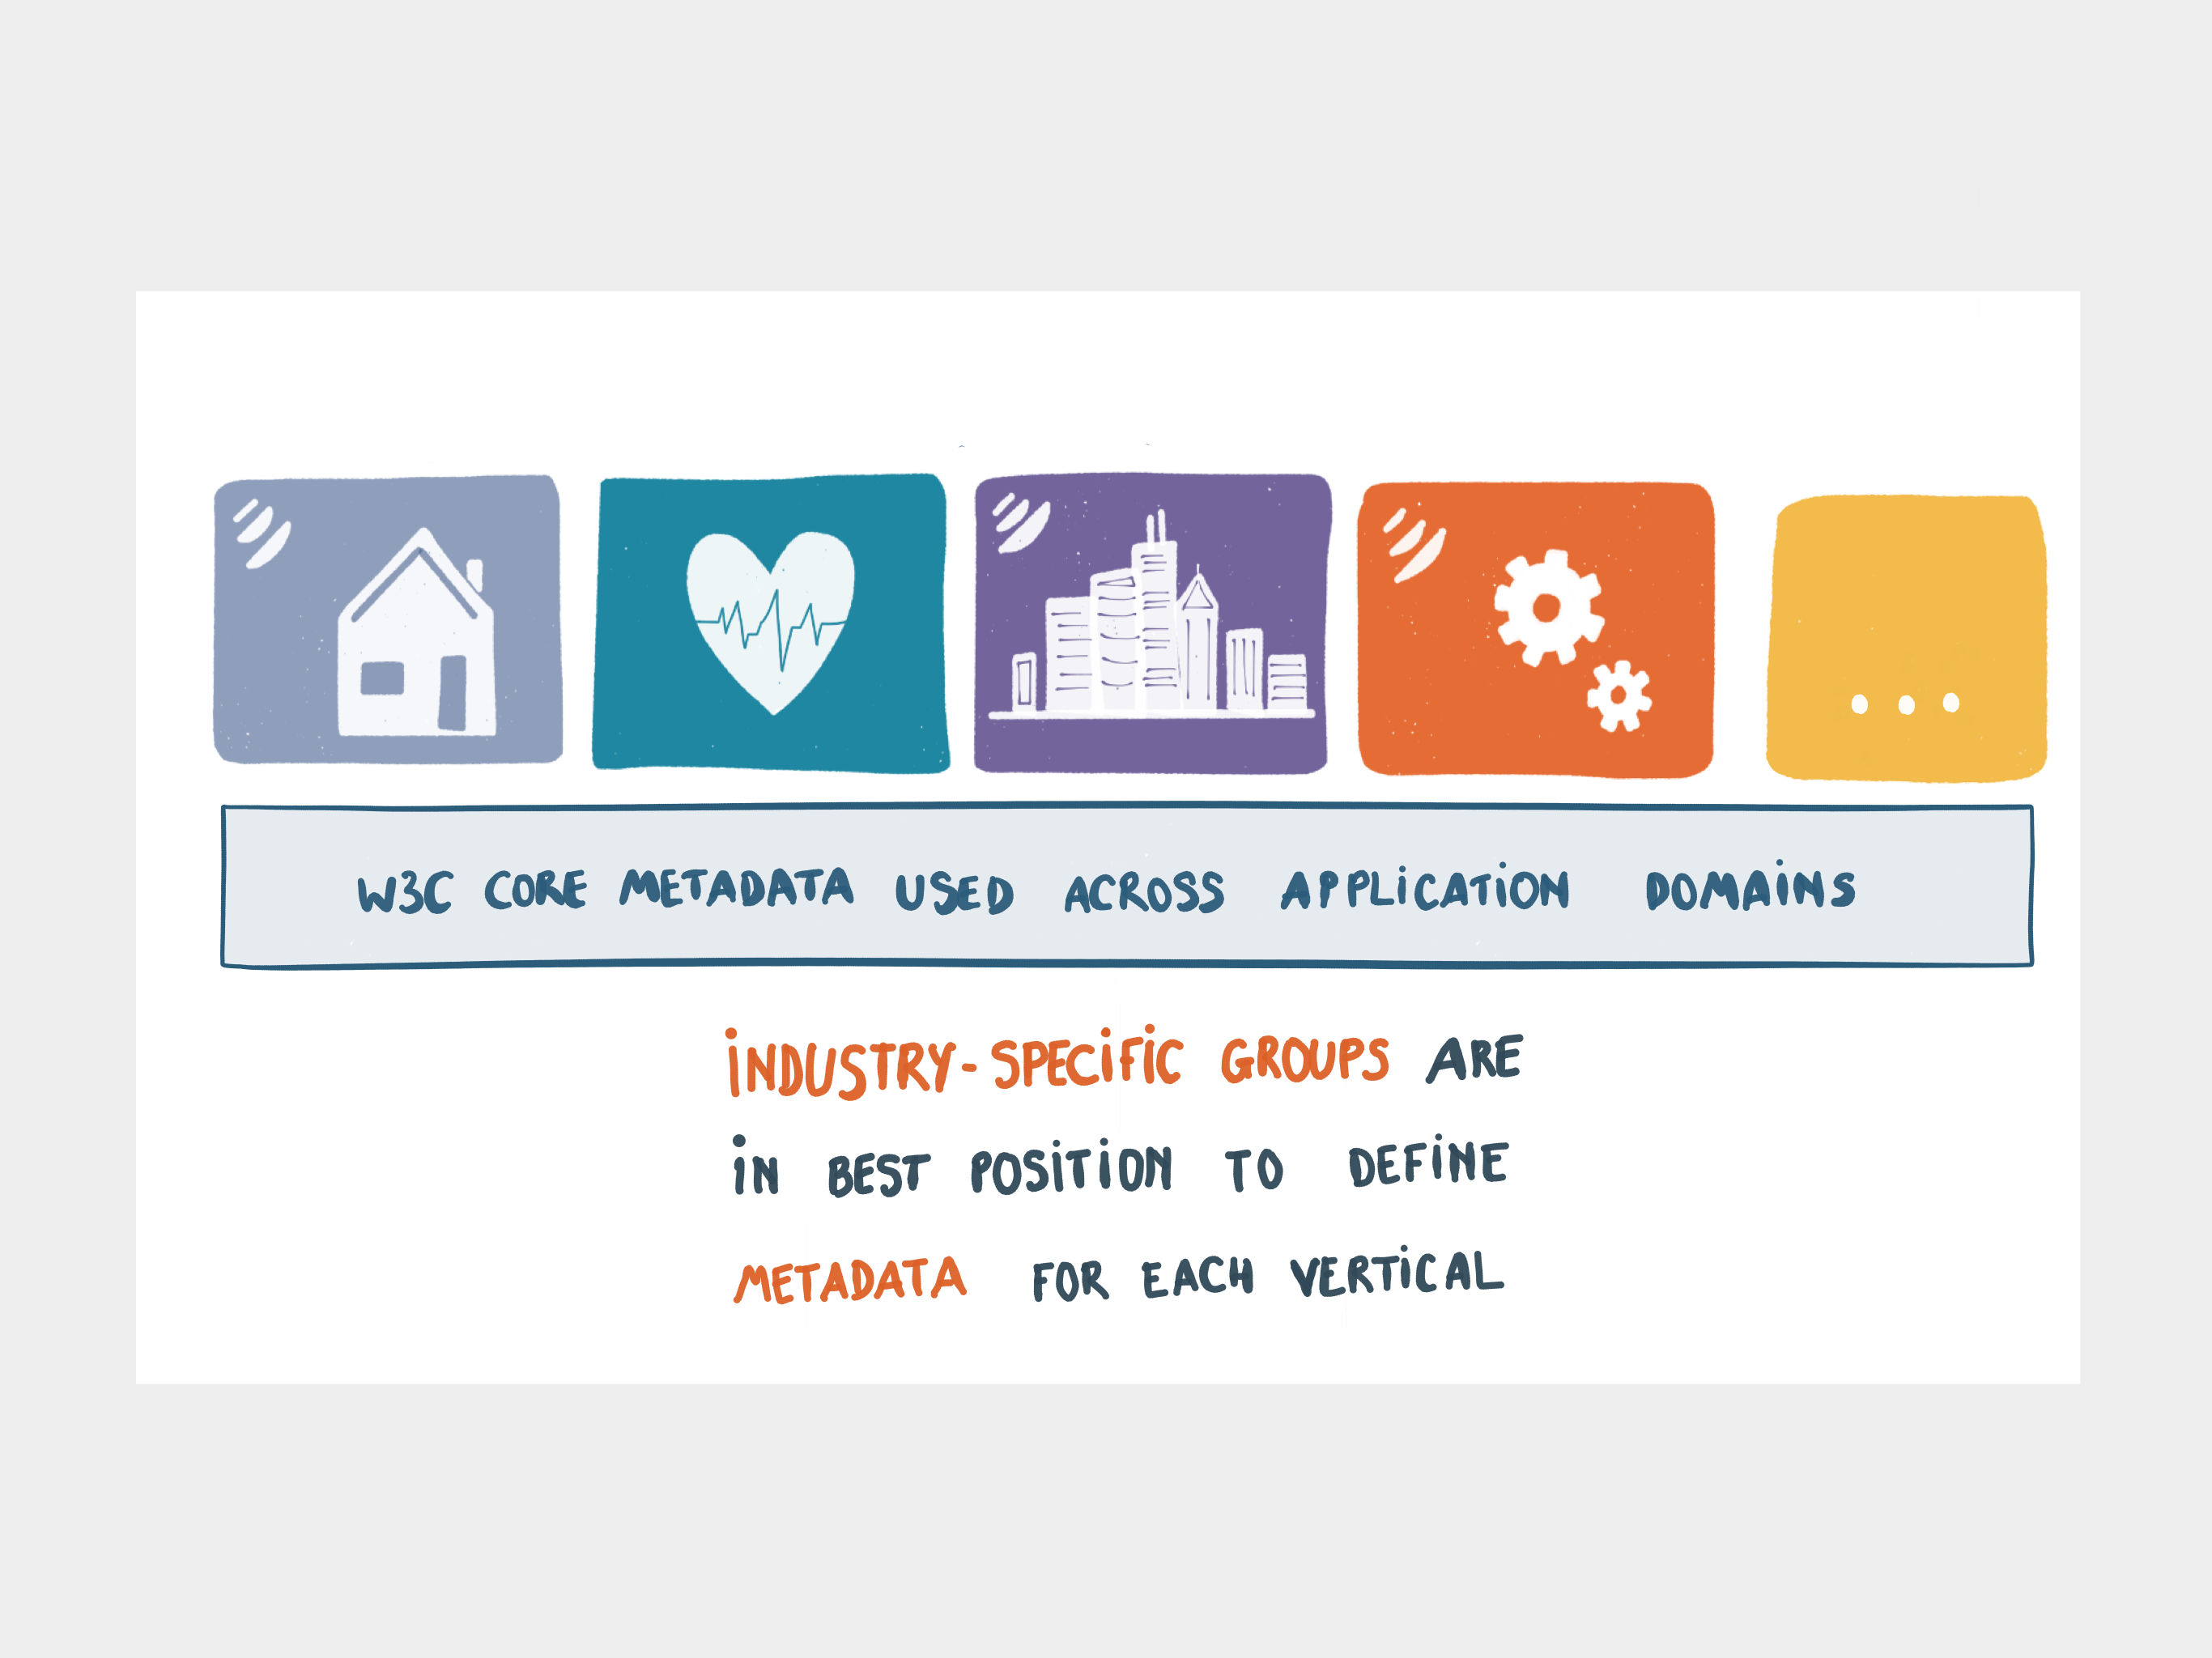 W3C CORE METADATA USED ACROSS APPLICATION DOMAINS
INDUSTRY-SPECIFIC GROUPS ARE
IN BEST POSITION TO DEFINE
METADATA FOR EACH VERTICAL